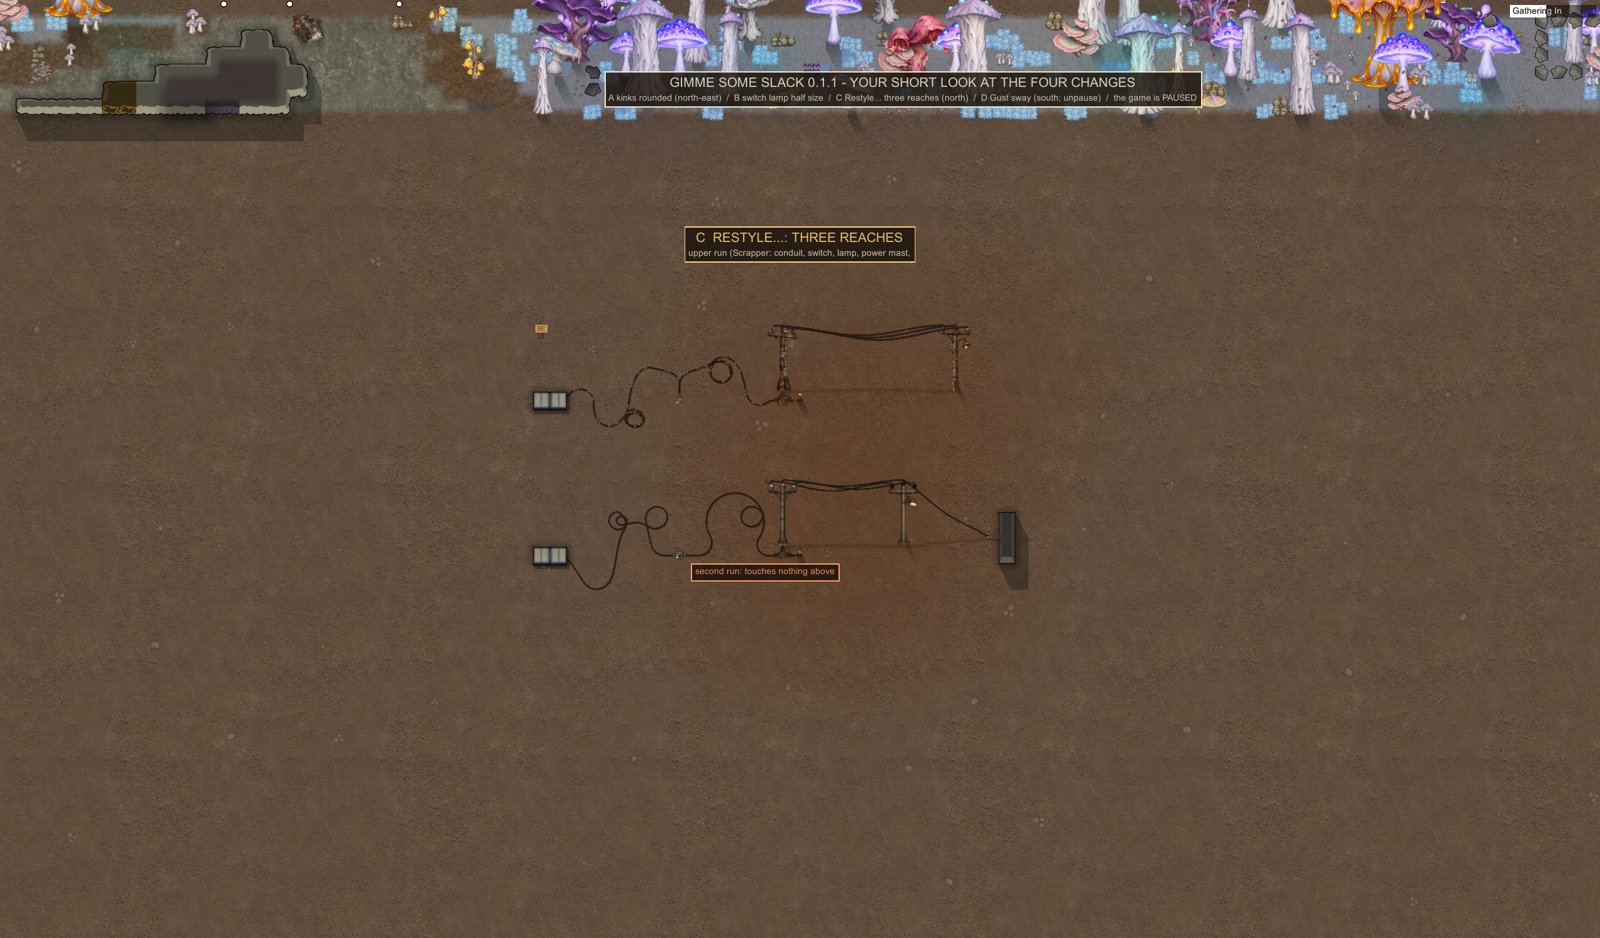 Gathering In
GIMME SOME SLACK 0.1.1 - YOUR SHORT LOOK AT THE FOUR CHANGES
A kinks rounded (north-east)  /  B switch lamp half size  /  C Restyle... three reaches (north)  /  D Gust sway (south; unpause)  /  the game is PAUSED
C  RESTYLE...: THREE REACHES
upper run (Scrapper: conduit, switch, lamp, power mast,
second run: touches nothing above